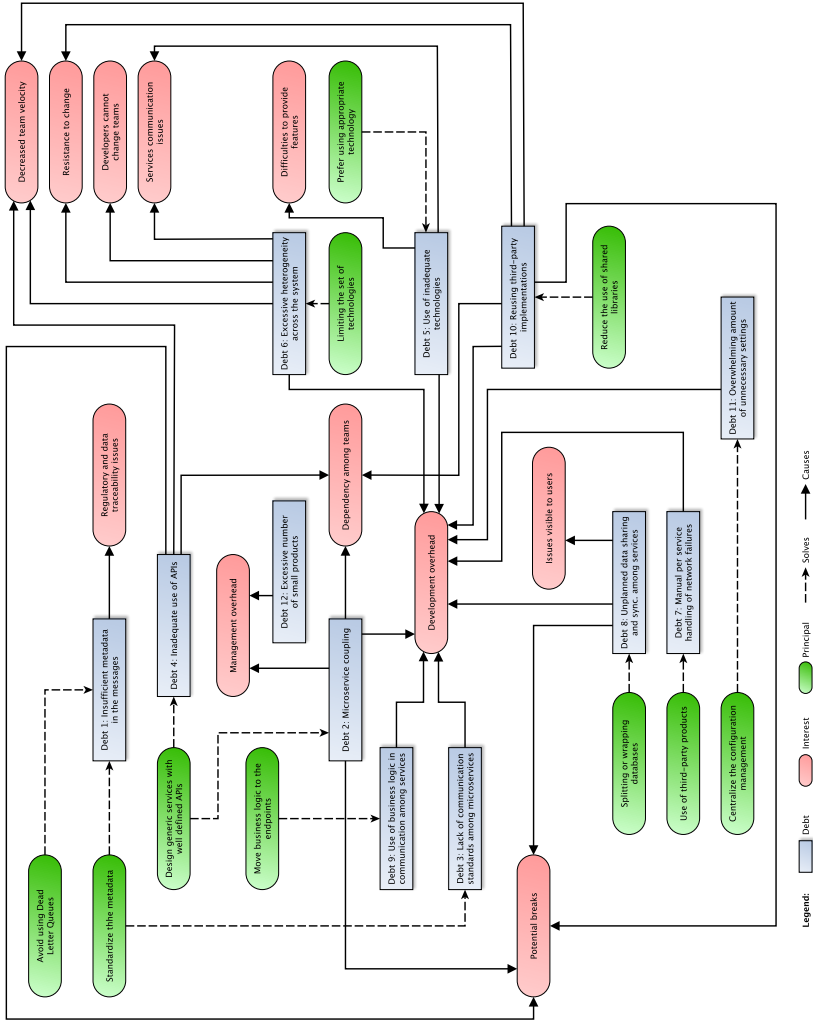 Decreased team velocity
Resistance to change
Developers cannot
change teams
Services communication
issues
Difficulties to provide
features
Prefer using appropriate
technology
Debt 6: Excessive heterogeneity
across the system
Limiting the set of
technologies
Debt 5: Use of inadequate
technologies
Debt 10: Reusing third-party
implementations
Reduce the use of shared
libraries
Debt 11: Overwhelming amount
of unnecessary settings
Regulatory and data
traceability issues
Dependency among teams
Debt 12: Excessive number
of small products
Management overhead
Development overhead
Issues visible to users
Debt 8: Unplanned data sharing
and sync. among services
Debt 7: Manual per service
handling of network failures
Debt 1: Insufficient metadata
in the messages
Debt 4: Inadequate use of APIs
Debt 2: Microservice coupling
Design generic services with
well defined APIs
Move business logic to the
endpoints
Debt 9: Use of business logic in
communication among services
Debt 3: Lack of communication
standards among microservices
Splitting or wrapping
databases
Use of third-party products
Centralize the configuration
management
Avoid using Dead
Letter Queues
Standardize thhe metadata
Potential breaks
Legend:
Debt
Interest
Principal
Solves
Causes